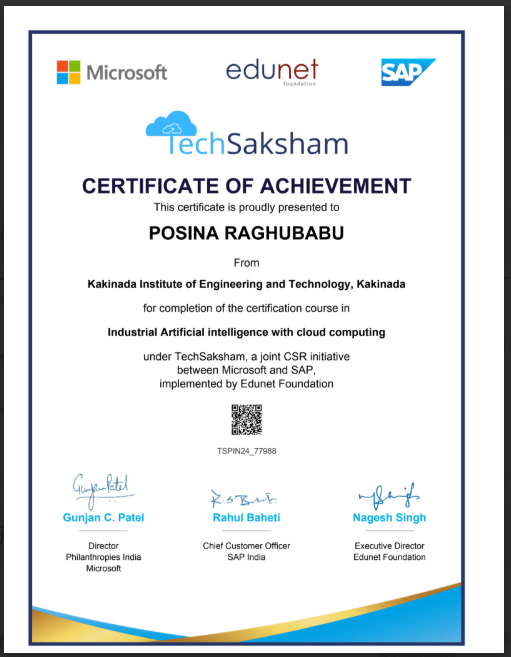 Microsoft
edunet
foundation
SAP
TechSaksham
CERTIFICATE OF ACHIEVEMENT
This certificate is proudly presented to
POSINA RAGHUBABU
From
Kakinada Institute of Engineering and Technology, Kakinada
for completion of the certification course in
Industrial Artificial intelligence with cloud computing
under TechSaksham, a joint CSR initiative
between Microsoft and SAP,
implemented by Edunet Foundation
TSPIN24_77988
Gunjan Patel
Gunjan C. Patel
Rahul Baheti
Nagesh Singh
Director
Philanthropies India
Microsoft
Chief Customer Officer
SAP India
Executive Director
Edunet Foundation